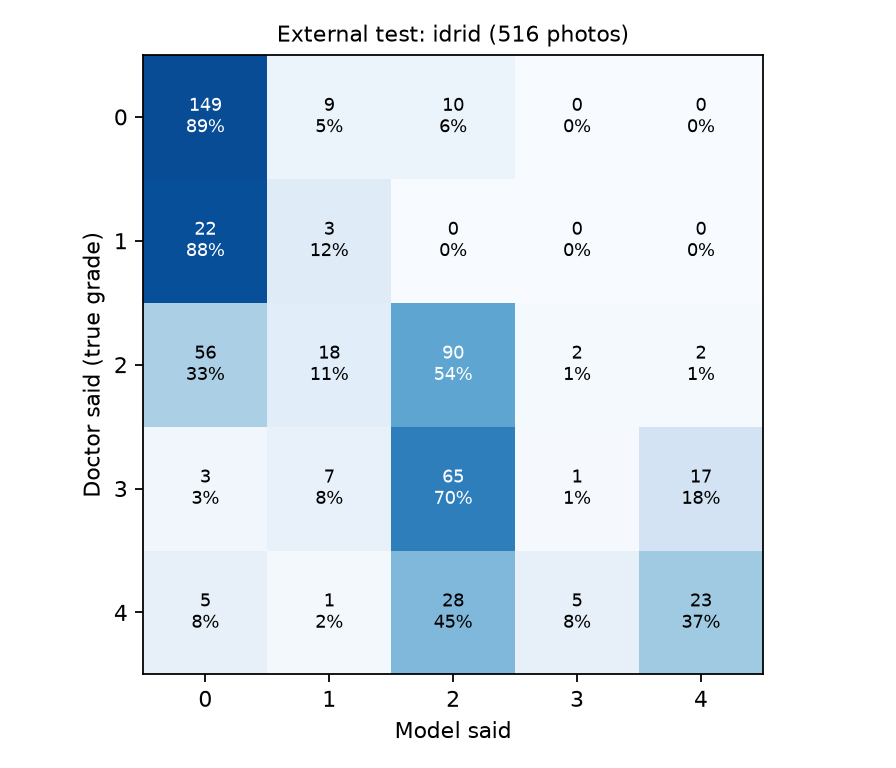 External test: idrid (516 photos)
Doctor said (true grade)
0
149 9 10 0 0
89% 5% 6% 0% 0%
1
22 3 0 0 0
88% 12% 0% 0% 0%
2
56 18 90 2 2
33% 11% 54% 1% 1%
3
3 7 65 1 17
3% 8% 70% 1% 18%
4
5 1 28 5 23
8% 2% 45% 8% 37%
0 1 2 3 4
Model said